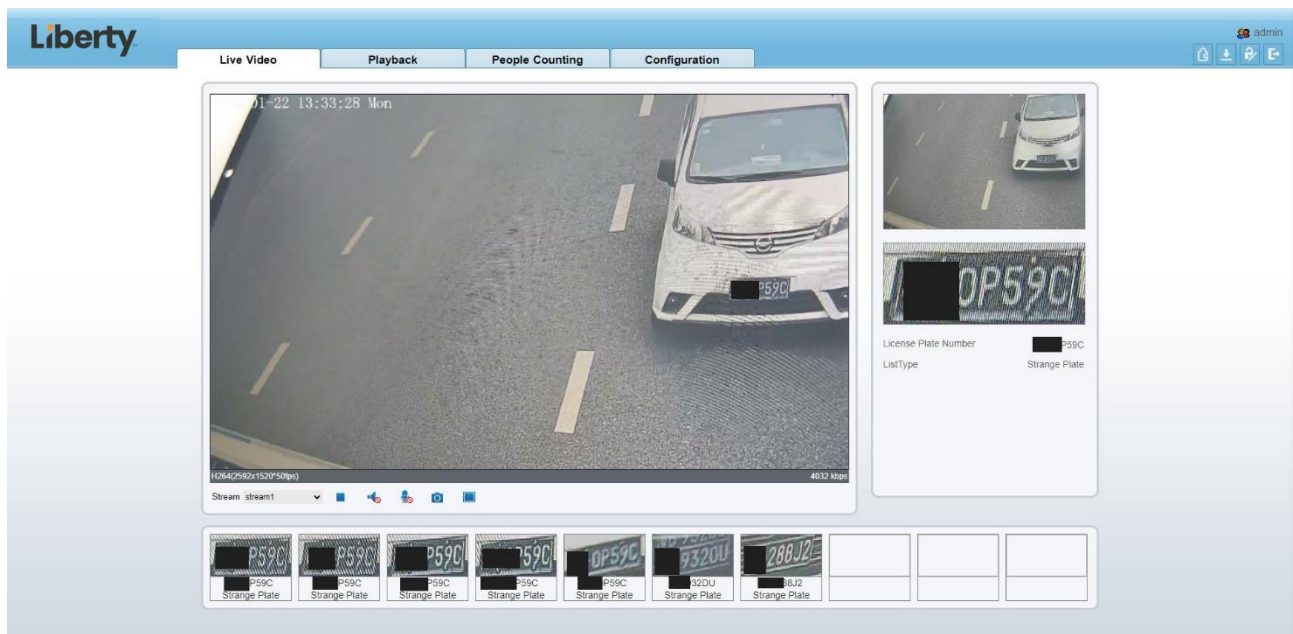 Liberty
admin
Live Video
Playback
People Counting
Configuration
01-22 13:33:28 Mon
P59C
H264(2592x1520*50fps)
4032 kbps
Stream stream1
0P59C
License Plate Number
P59C
ListType
Strange Plate
P59C
P59C
P59C
P59C
0P59C
9320U
288J2
P59C
P59C
P59C
P59C
P59C
32DU
8J2
Strange Plate
Strange Plate
Strange Plate
Strange Plate
Strange Plate
Strange Plate
Strange Plate